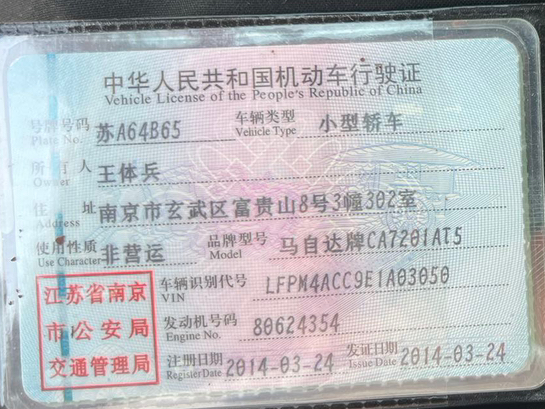 中华人民共和国机动车行驶证
Vehicle License of the People's Republic of China
号牌号码 苏A64B65 车辆类型 小型轿车
Plate No. Vehicle Type
所有人 王体兵
Owner
住址 南京市玄武区富贵山8号3幢302室
Address
使用性质 非营运 品牌型号 马自达牌CA7201AT5
Use Character Model
车辆识别代号 LFPM4ACC9E1A03050
VIN
发动机号码 80624354
Engine No.
注册日期 2014-03-24 发证日期 2014-03-24
Register Date Issue Date
江苏省南京
市公安局
交通管理局